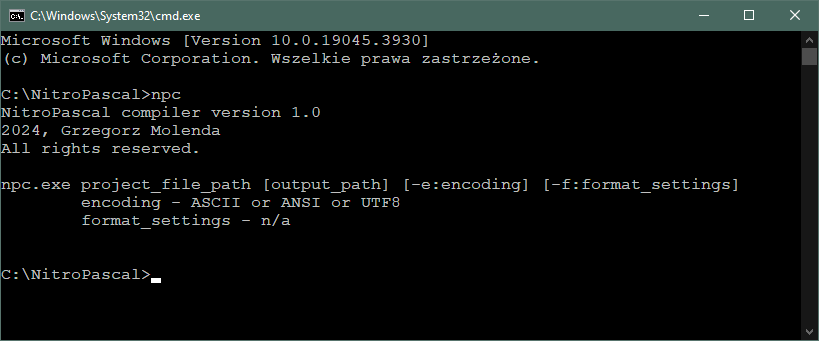 C:\Windows\System32\cmd.exe
Microsoft Windows [Version 10.0.19045.3930]
(c) Microsoft Corporation. Wszelkie prawa zastrzeżone.
C:\NitroPascal>npc
NitroPascal compiler version 1.0
2024, Grzegorz Molenda
All rights reserved.
npc.exe project_file_path [output_path] [-e:encoding] [-f:format_settings]
encoding - ASCII or ANSI or UTF8
format_settings - n/a
C:\NitroPascal>